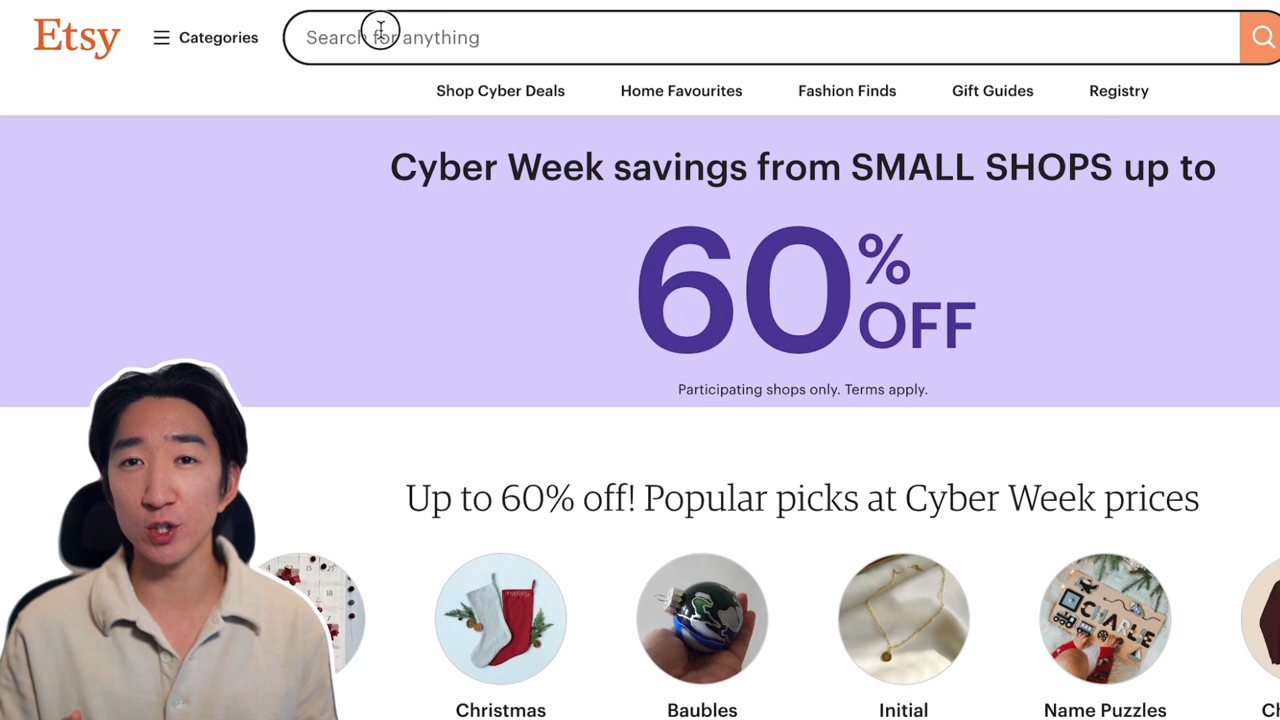 Etsy
Categories
Search for anything
Shop Cyber Deals
Home Favourites
Fashion Finds
Gift Guides
Registry
Cyber Week savings from SMALL SHOPS up to
60%
OFF
Participating shops only. Terms apply.
Up to 60% off! Popular picks at Cyber Week prices
CHARLIE
Christmas
Baubles
Initial
Name Puzzles